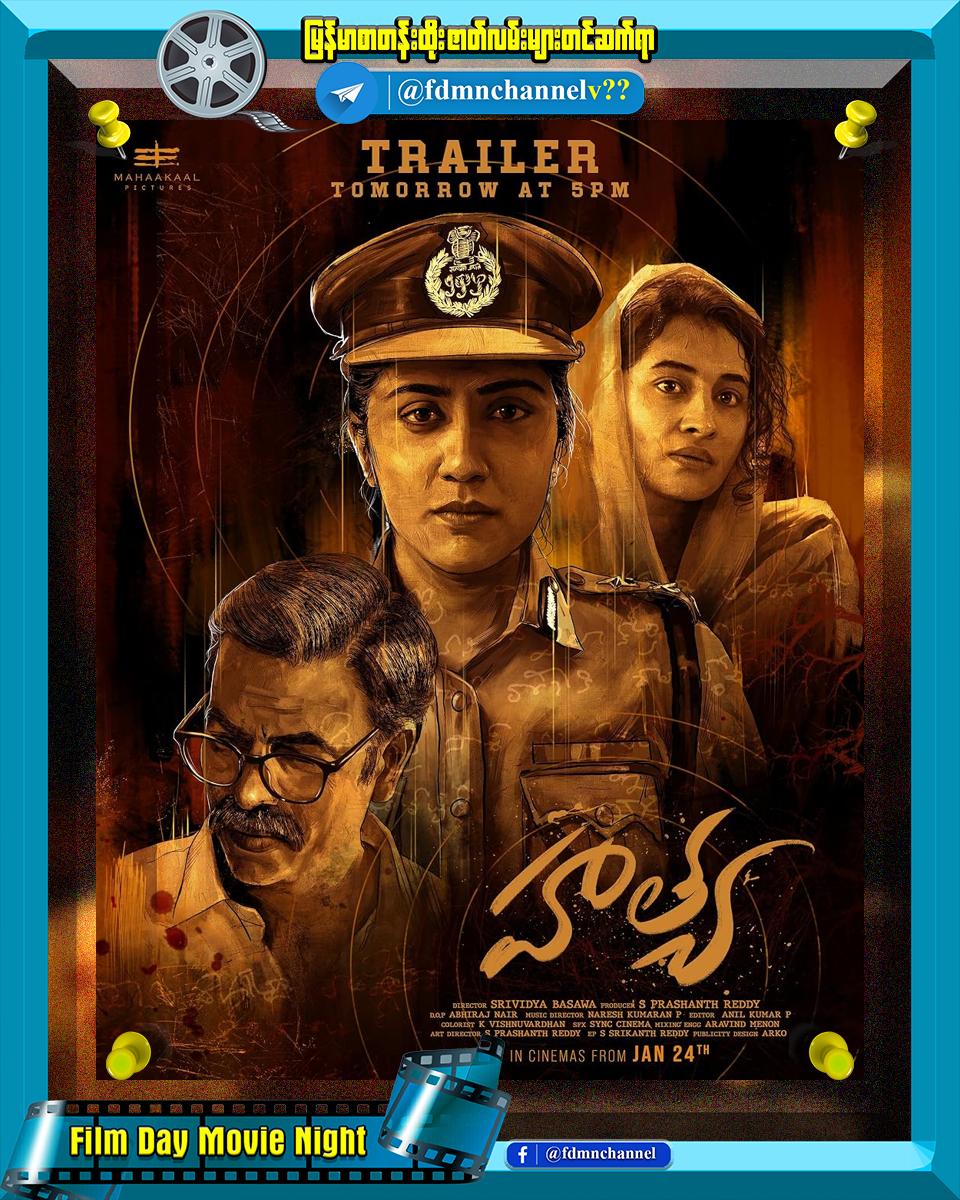 မြန်မာစာတန်းထိုးဇာတ်လမ်းများတင်ဆက်ရာ
@fdmnchannelv??
MAHAAKAAL
PICTURES
TRAILER
TOMORROW AT 5PM
హత్య
DIRECTOR SRIVIDYA BASAWA PRODUCER S PRASHANTH REDDY
D.O.P ABHIRAJ NAIR MUSIC DIRECTOR NARESH KUMARAN P EDITOR ANIL KUMAR P
COLORIST K VISHNUVARDHAN SFX SYNC CINEMA, MIXING ENGG ARAVIND MENON
ART DIRECTOR S PRASHANTH REDDY EP S SRIKANTH REDDY PUBLICITY DESIGN ARKO
IN CINEMAS FROM JAN 24TH
Film Day Movie Night
f @fdmnchannel